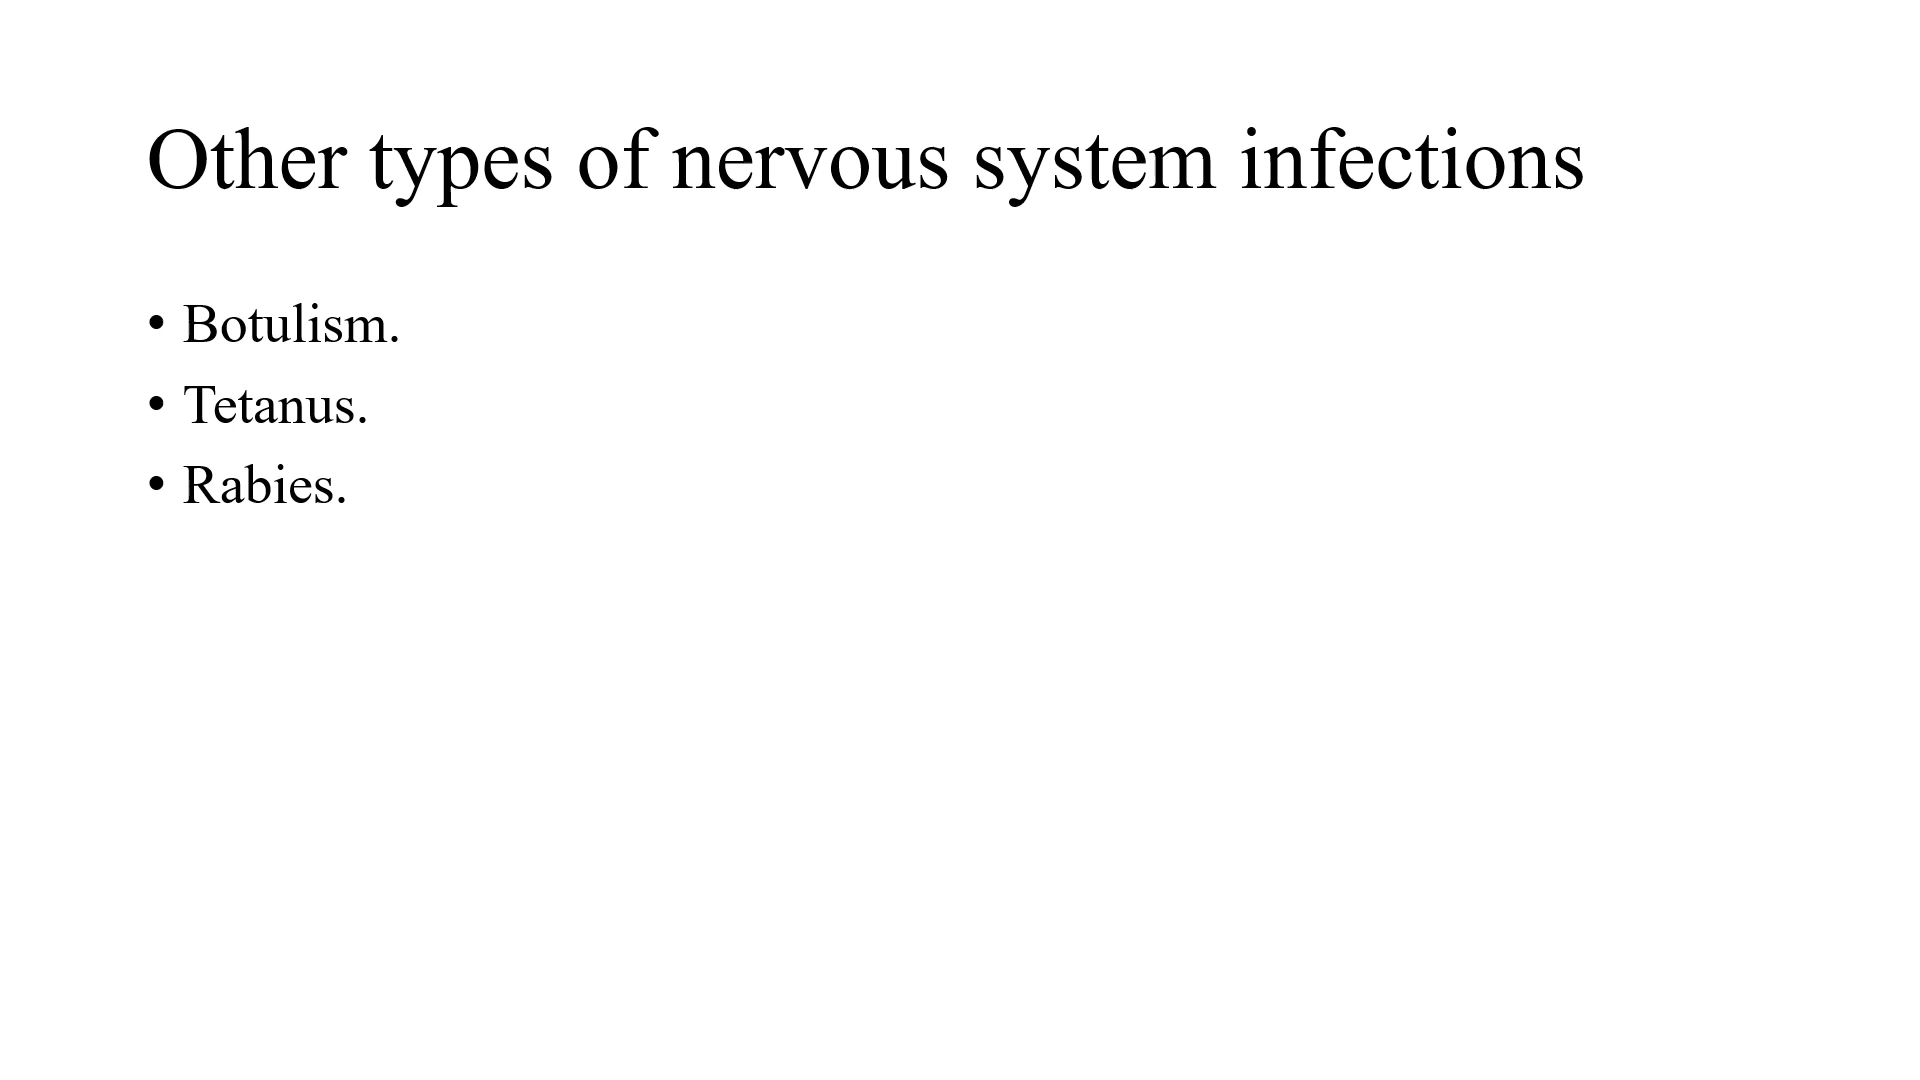 Other types of nervous system infections
• Botulism.
• Tetanus.
• Rabies.